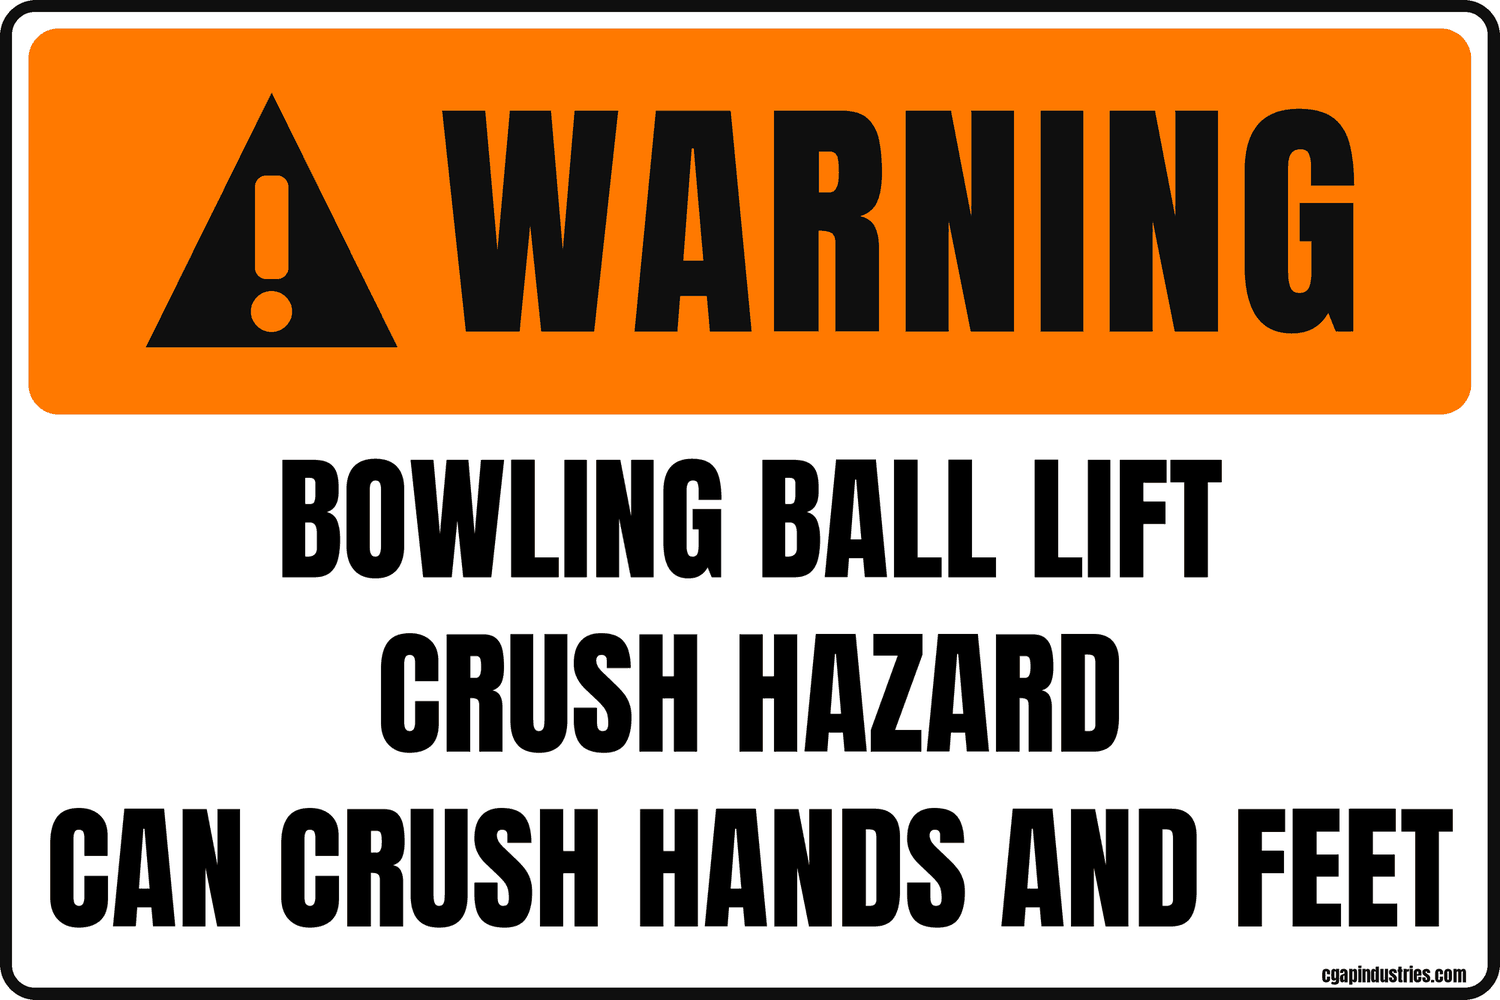 WARNING
BOWLING BALL LIFT
CRUSH HAZARD
CAN CRUSH HANDS AND FEET
cgapindustries.com